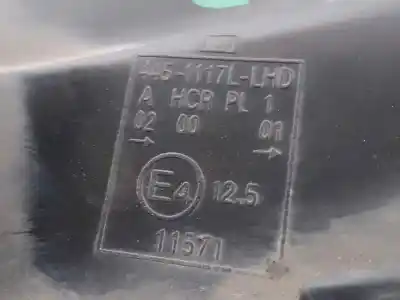 445-1117L-LHD
A HCR PL 1
02 00 01
→ →
E4 12.5
11571